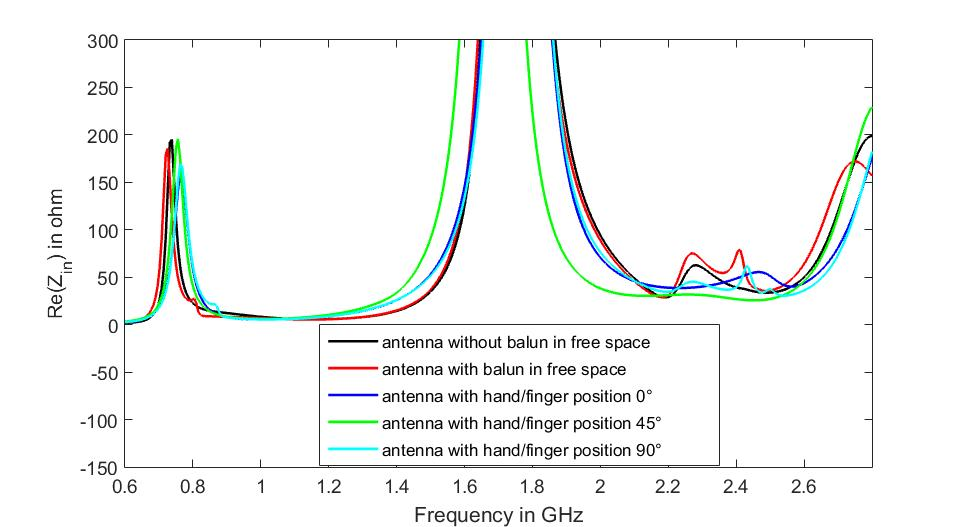 300
250
200
150
100
50
0
-50
-100
-150
Re(Z_in) in ohm
antenna without balun in free space
antenna with balun in free space
antenna with hand/finger position 0°
antenna with hand/finger position 45°
antenna with hand/finger position 90°
0.6 0.8 1 1.2 1.4 1.6 1.8 2 2.2 2.4 2.6
Frequency in GHz